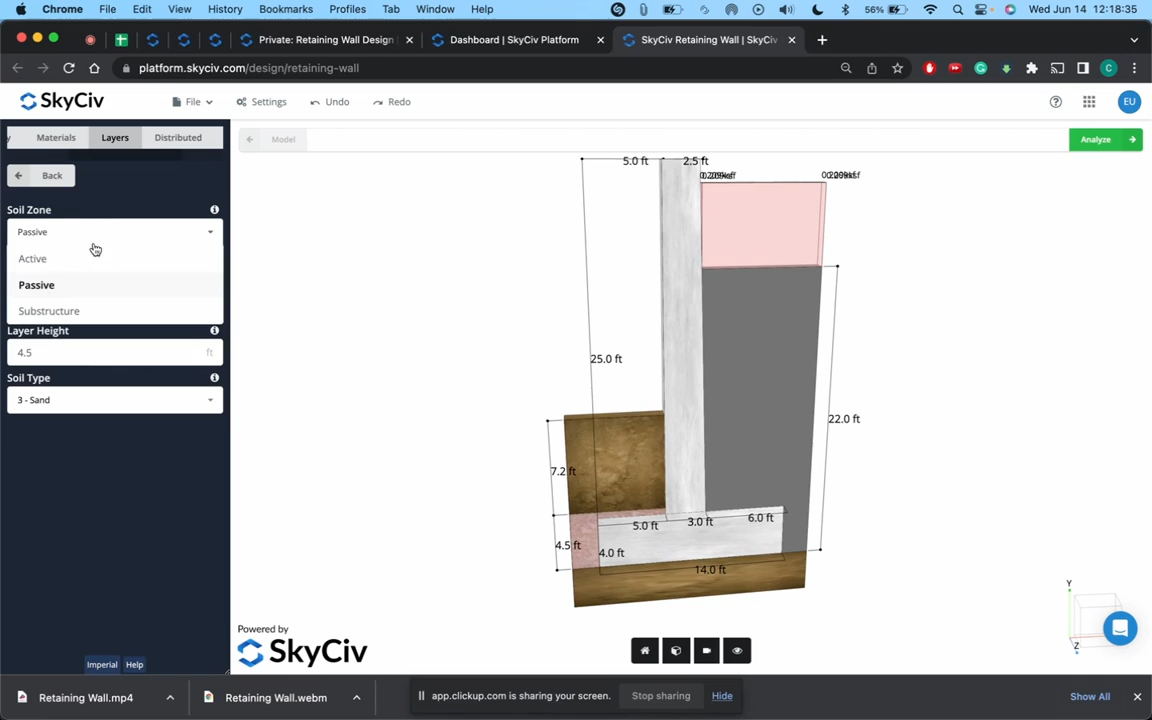 Chrome File Edit View History Bookmarks Profiles Tab Window Help 56% Wed Jun 14 12:18:35
Private: Retaining Wall Design Dashboard | SkyCiv Platform SkyCiv Retaining Wall | SkyCiv
platform.skyciv.com/design/retaining-wall C
SkyCiv File Settings Undo Redo EU
y Materials Layers Distributed Model Analyze
Back
Soil Zone
Passive
Active
Passive
Substructure
Layer Height
4.5 ft
Soil Type
3 - Sand
5.0 ft 2.5 ft
25.0 ft
22.0 ft
7.2 ft
5.0 ft 3.0 ft 6.0 ft
4.5 ft 4.0 ft
14.0 ft
Y
Z
Powered by
SkyCiv
Imperial Help
Retaining Wall.mp4 Retaining Wall.webm app.clickup.com is sharing your screen. Stop sharing Hide Show All